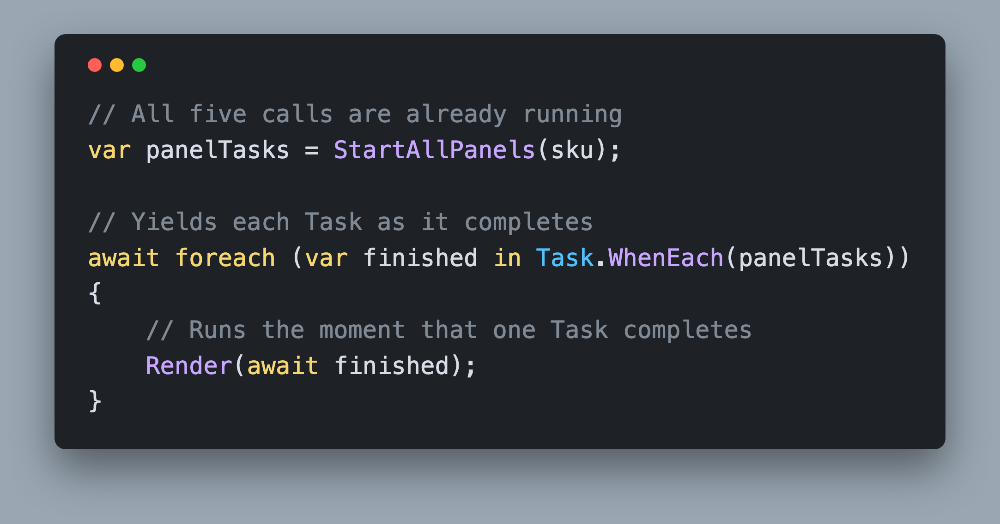 // All five calls are already running
var panelTasks = StartAllPanels(sku);

// Yields each Task as it completes
await foreach (var finished in Task.WhenEach(panelTasks))
{
    // Runs the moment that one Task completes
    Render(await finished);
}